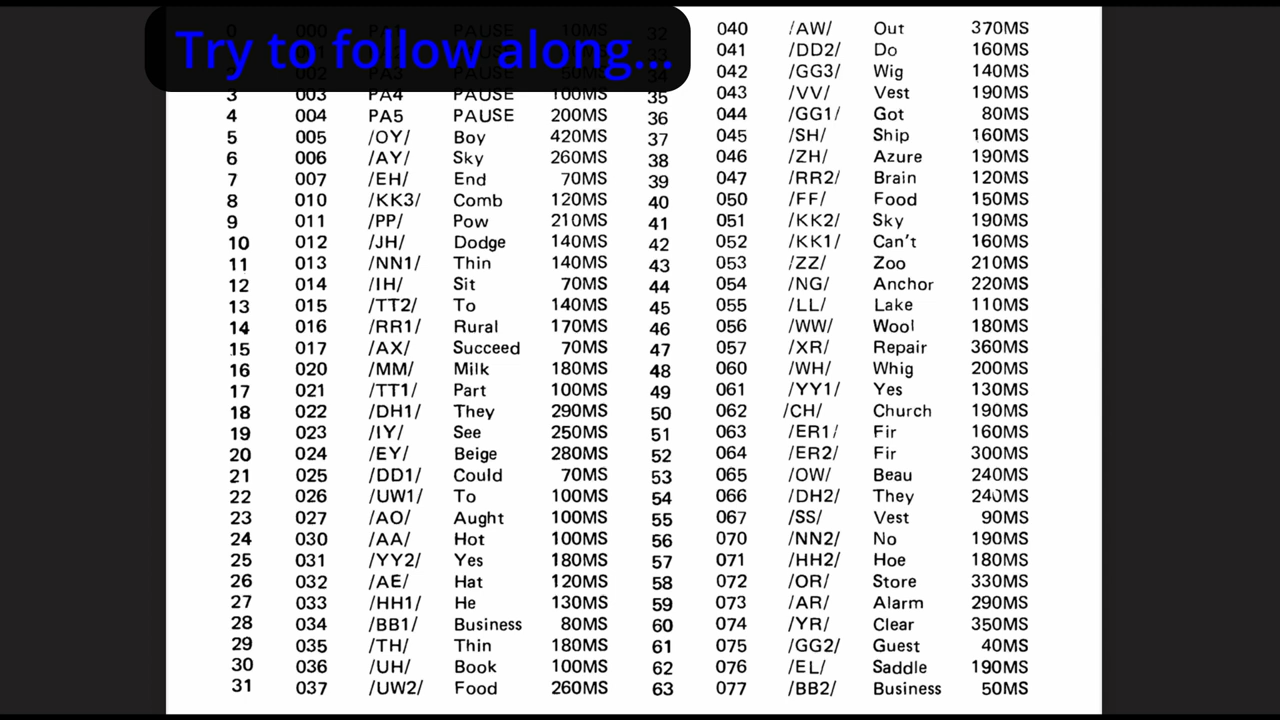 Try to follow along...
0 000 PA1 PAUSE 10MS
002 PA3 PAUSE 50MS
3 003 PA4 PAUSE 100MS
4 004 PA5 PAUSE 200MS
5 005 /OY/ Boy 420MS
6 006 /AY/ Sky 260MS
7 007 /EH/ End 70MS
8 010 /KK3/ Comb 120MS
9 011 /PP/ Pow 210MS
10 012 /JH/ Dodge 140MS
11 013 /NN1/ Thin 140MS
12 014 /IH/ Sit 70MS
13 015 /TT2/ To 140MS
14 016 /RR1/ Rural 170MS
15 017 /AX/ Succeed 70MS
16 020 /MM/ Milk 180MS
17 021 /TT1/ Part 100MS
18 022 /DH1/ They 290MS
19 023 /IY/ See 250MS
20 024 /EY/ Beige 280MS
21 025 /DD1/ Could 70MS
22 026 /UW1/ To 100MS
23 027 /AO/ Aught 100MS
24 030 /AA/ Hot 100MS
25 031 /YY2/ Yes 180MS
26 032 /AE/ Hat 120MS
27 033 /HH1/ He 130MS
28 034 /BB1/ Business 80MS
29 035 /TH/ Thin 180MS
30 036 /UH/ Book 100MS
31 037 /UW2/ Food 260MS
32 040 /AW/ Out 370MS
33 041 /DD2/ Do 160MS
34 042 /GG3/ Wig 140MS
35 043 /VV/ Vest 190MS
36 044 /GG1/ Got 80MS
37 045 /SH/ Ship 160MS
38 046 /ZH/ Azure 190MS
39 047 /RR2/ Brain 120MS
40 050 /FF/ Food 150MS
41 051 /KK2/ Sky 190MS
42 052 /KK1/ Can't 160MS
43 053 /ZZ/ Zoo 210MS
44 054 /NG/ Anchor 220MS
45 055 /LL/ Lake 110MS
46 056 /WW/ Wool 180MS
47 057 /XR/ Repair 360MS
48 060 /WH/ Whig 200MS
49 061 /YY1/ Yes 130MS
50 062 /CH/ Church 190MS
51 063 /ER1/ Fir 160MS
52 064 /ER2/ Fir 300MS
53 065 /OW/ Beau 240MS
54 066 /DH2/ They 240MS
55 067 /SS/ Vest 90MS
56 070 /NN2/ No 190MS
57 071 /HH2/ Hoe 180MS
58 072 /OR/ Store 330MS
59 073 /AR/ Alarm 290MS
60 074 /YR/ Clear 350MS
61 075 /GG2/ Guest 40MS
62 076 /EL/ Saddle 190MS
63 077 /BB2/ Business 50MS